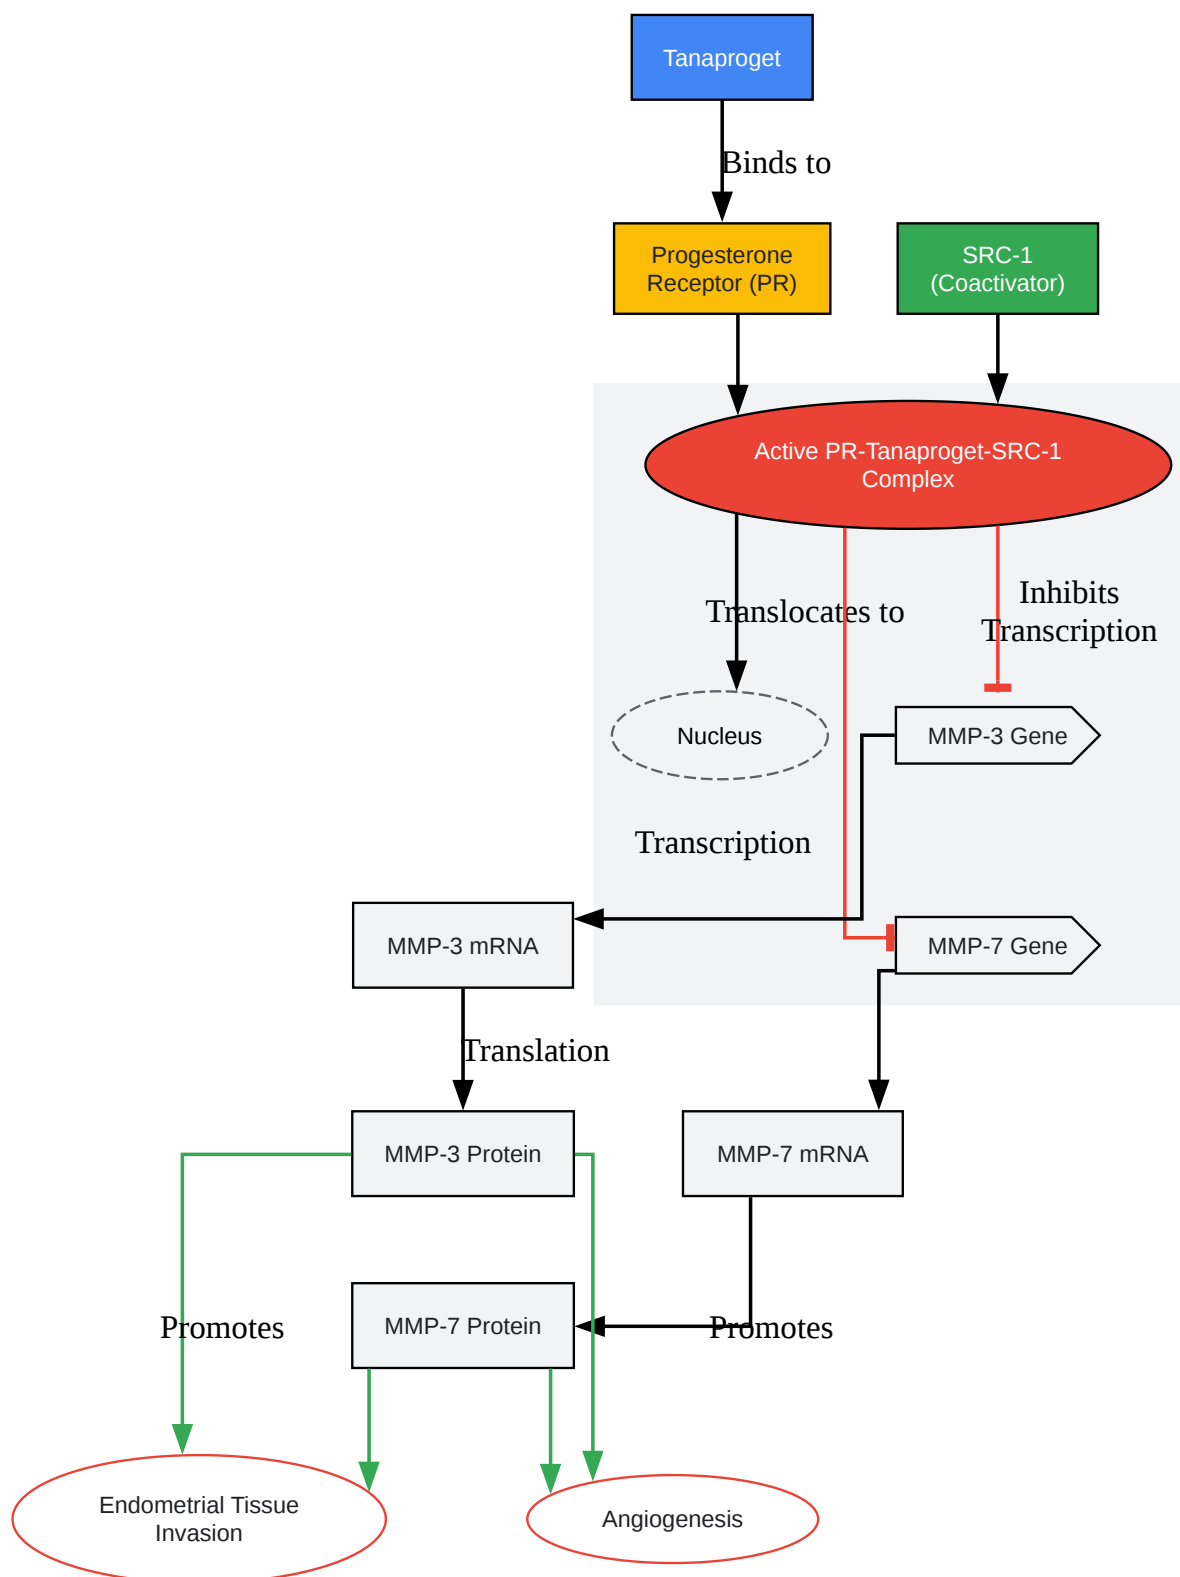 Tanaproget
Binds to
Progesterone
Receptor (PR)
SRC-1
(Coactivator)
Active PR-Tanaproget-SRC-1
Complex
Translocates to
Inhibits
Transcription
Nucleus
MMP-3 Gene
Transcription
MMP-3 mRNA
MMP-7 Gene
Translation
MMP-3 Protein
MMP-7 mRNA
Promotes
MMP-7 Protein
Promotes
Endometrial Tissue
Invasion
Angiogenesis